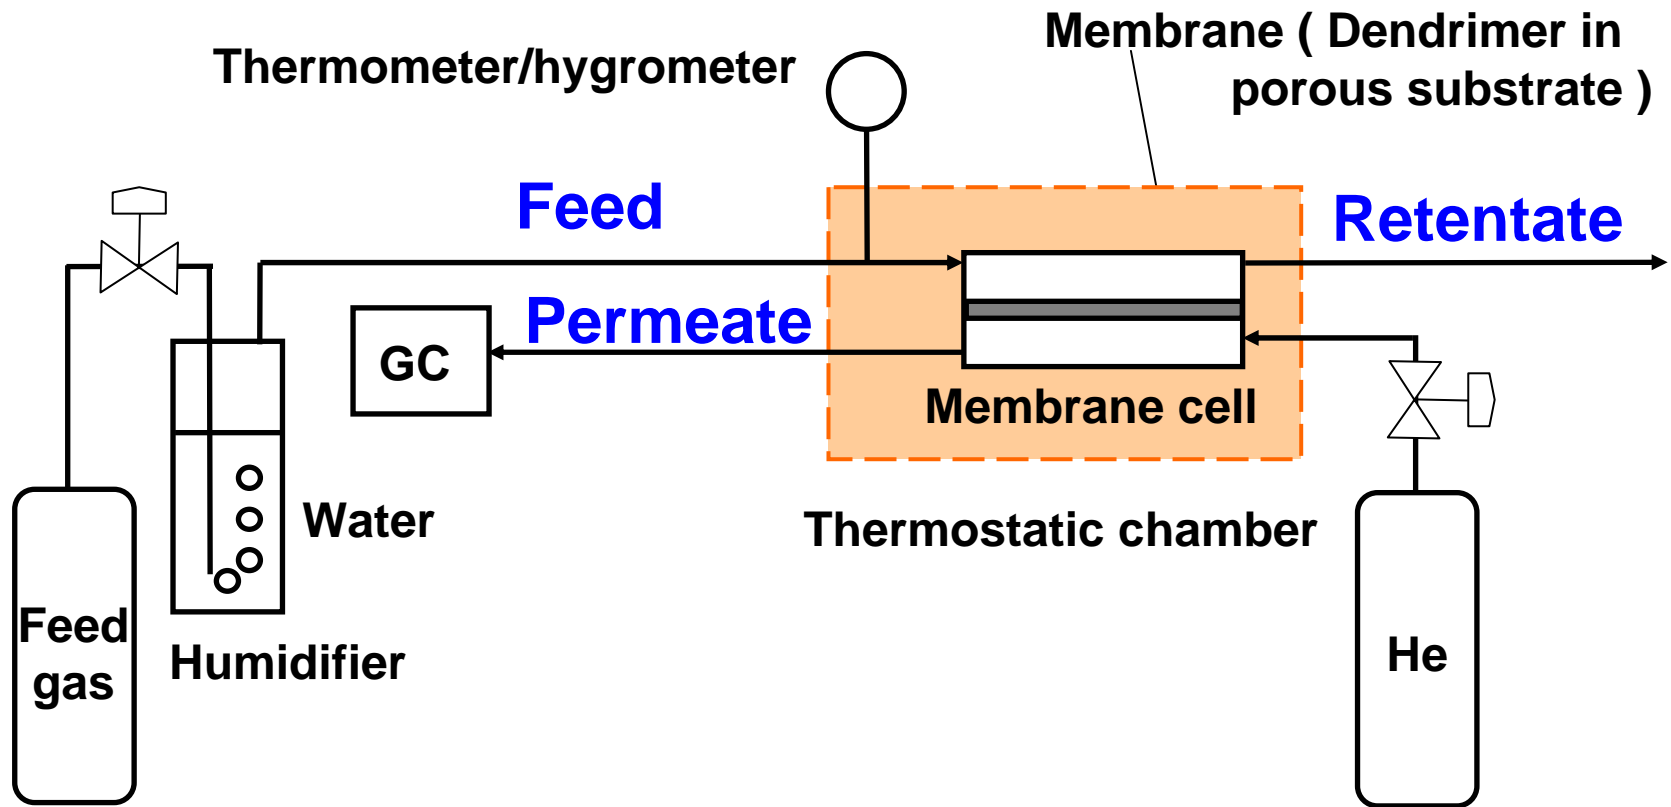 Membrane ( Dendrimer in
porous substrate )
Thermometer/hygrometer
Feed
Retentate
Permeate
GC
Membrane cell
Water
Thermostatic chamber
Feed
gas
Humidifier
He